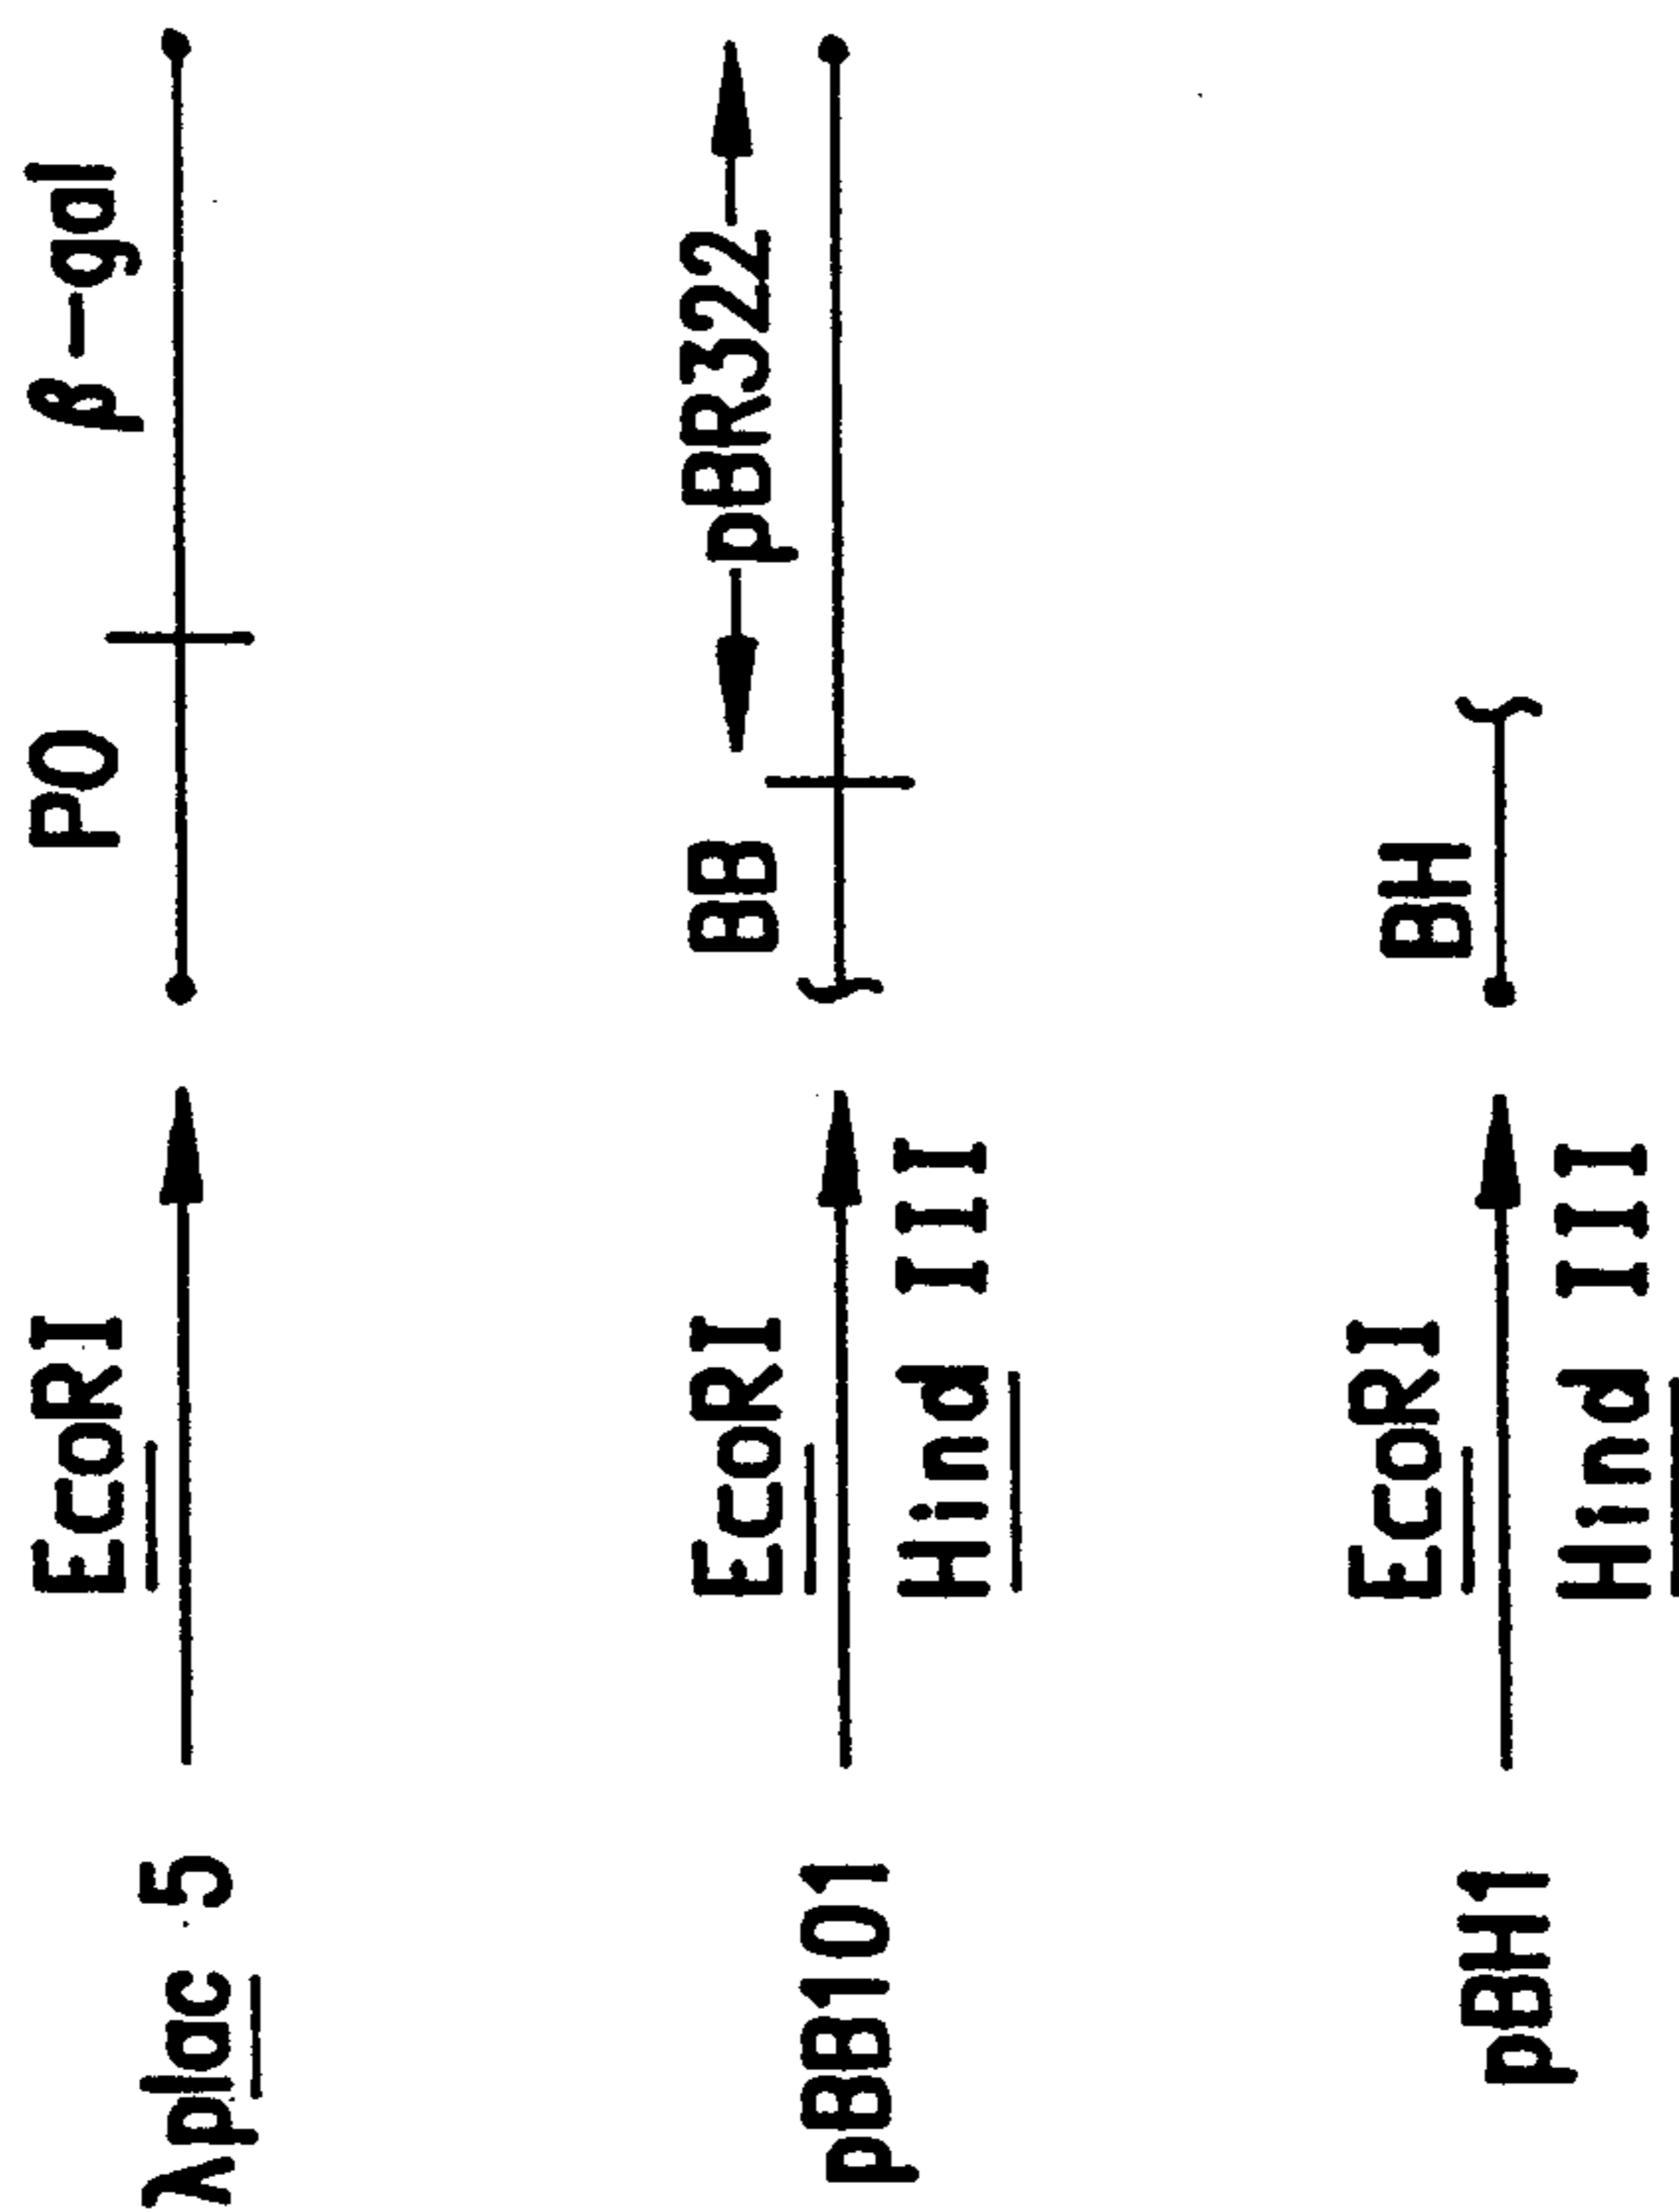 EcoRI PO β-gal
λplac 5
EcoRI BB pBR322
pBB101
Hind III
EcoRI BH
pBH1
Hind III